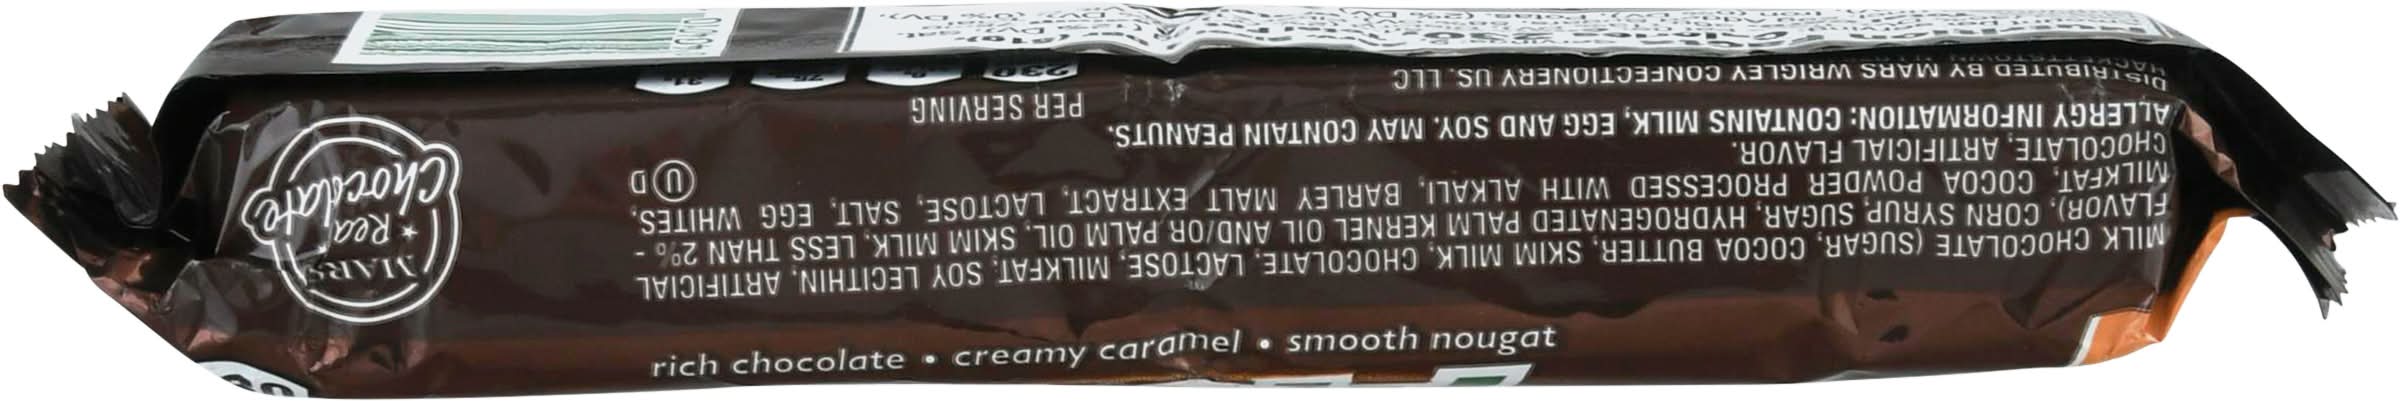 rich chocolate • creamy caramel • smooth nougat
MILK CHOCOLATE (SUGAR, COCOA BUTTER, SKIM MILK, CHOCOLATE, LACTOSE, MILKFAT, SOY LECITHIN, ARTIFICIAL
FLAVOR), CORN SYRUP, SUGAR, HYDROGENATED PALM KERNEL OIL AND/OR PALM OIL, SKIM MILK, LESS THAN 2% -
MILKFAT, COCOA POWDER PROCESSED WITH ALKALI, BARLEY MALT EXTRACT, LACTOSE, SALT, EGG WHITES,
CHOCOLATE, ARTIFICIAL FLAVOR.
ALLERGY INFORMATION: CONTAINS MILK, EGG AND SOY. MAY CONTAIN PEANUTS.
DISTRIBUTED BY MARS WRIGLEY CONFECTIONERY US, LLC
U D
PER SERVING
230
MARS
Real
Chocolate